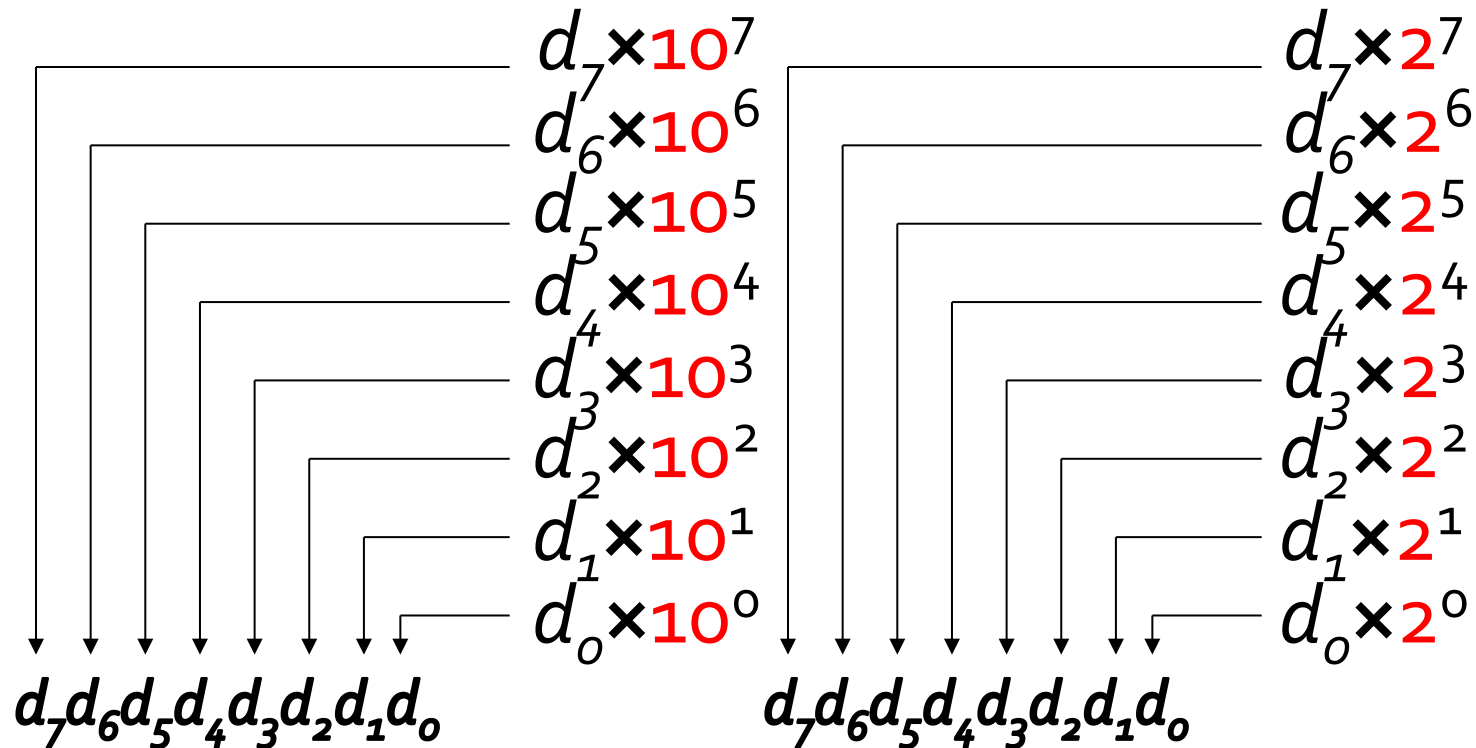 d₇×10⁷
d₆×10⁶
d₅×10⁵
d₄×10⁴
d₃×10³
d₂×10²
d₁×10¹
d₀×10⁰
d₇d₆d₅d₄d₃d₂d₁d₀
d₇×2⁷
d₆×2⁶
d₅×2⁵
d₄×2⁴
d₃×2³
d₂×2²
d₁×2¹
d₀×2⁰
d₇d₆d₅d₄d₃d₂d₁d₀